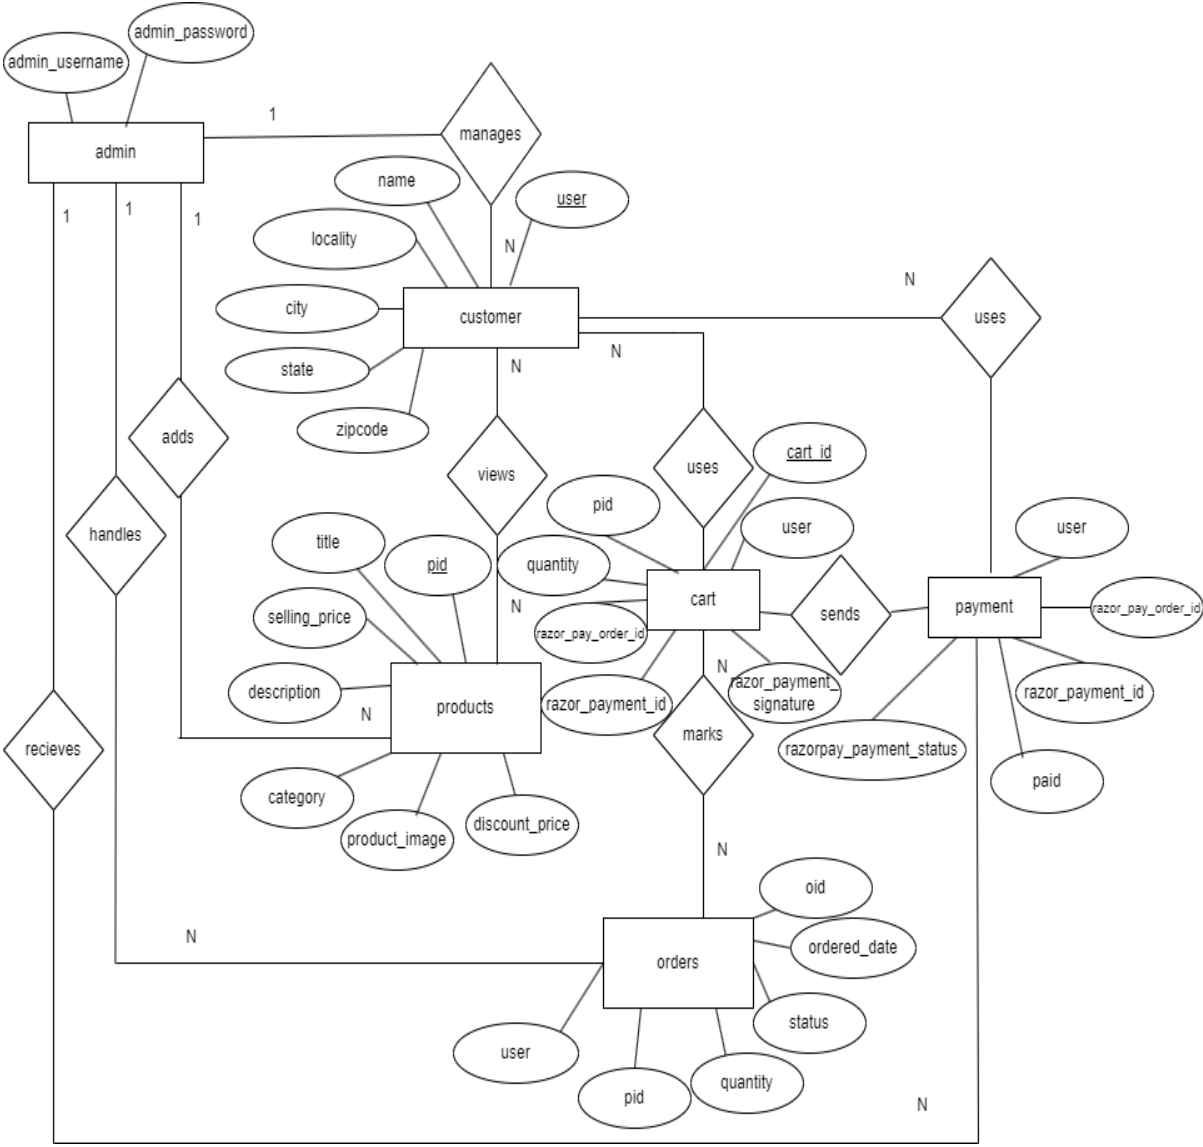 admin_password
admin_username
1
manages
admin
name
user
1
1
1
locality
N
N
city
customer
uses
N
N
state
zipcode
adds
cart_id
uses
views
pid
user
handles
title
quantity
pid
user
cart
sends
payment
razor_pay_order_id
N
selling_price
razor_pay_order_id
N
description
razor_payment_id
razor_payment_
signature
razor_payment_id
N
products
marks
recieves
razorpay_payment_status
paid
category
discount_price
product_image
N
oid
N
ordered_date
orders
status
user
quantity
pid
N